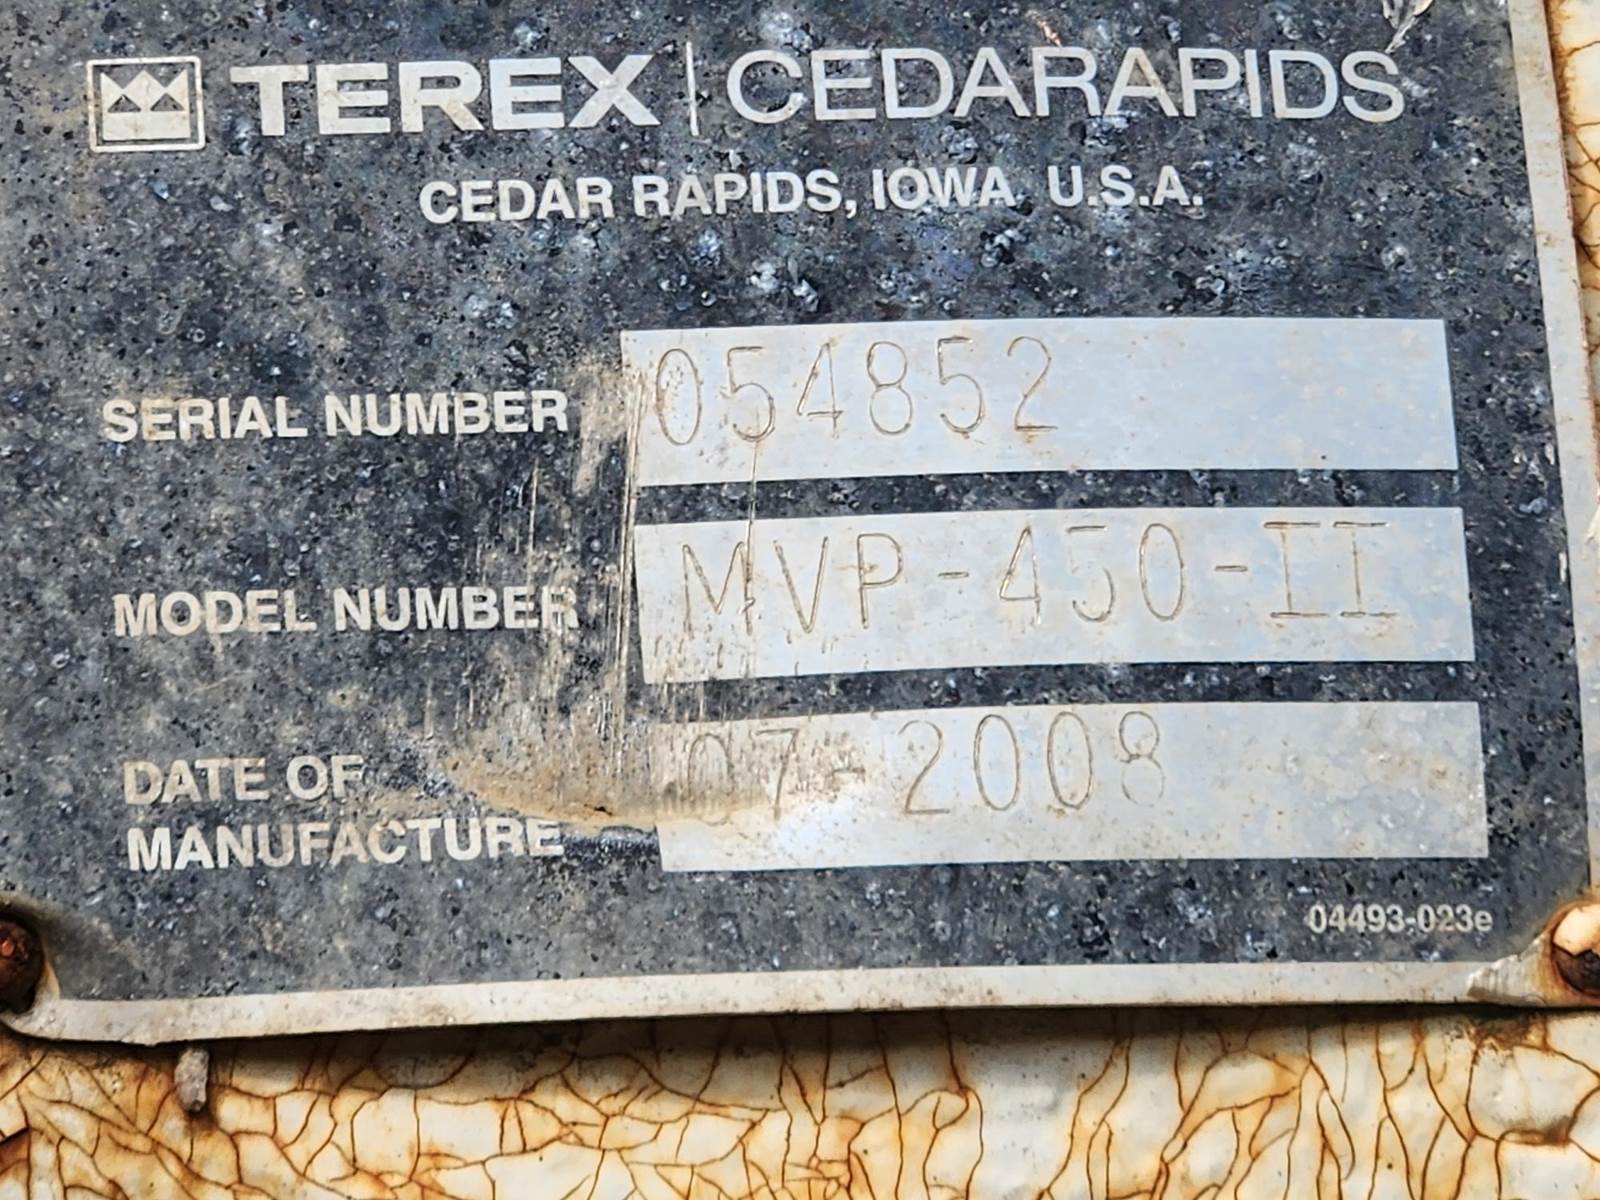 TEREX | CEDARAPIDS
CEDAR RAPIDS, IOWA U.S.A.
SERIAL NUMBER 054852
MODEL NUMBER MVP-450-II
DATE OF
MANUFACTURE 07-2008
04493-023e